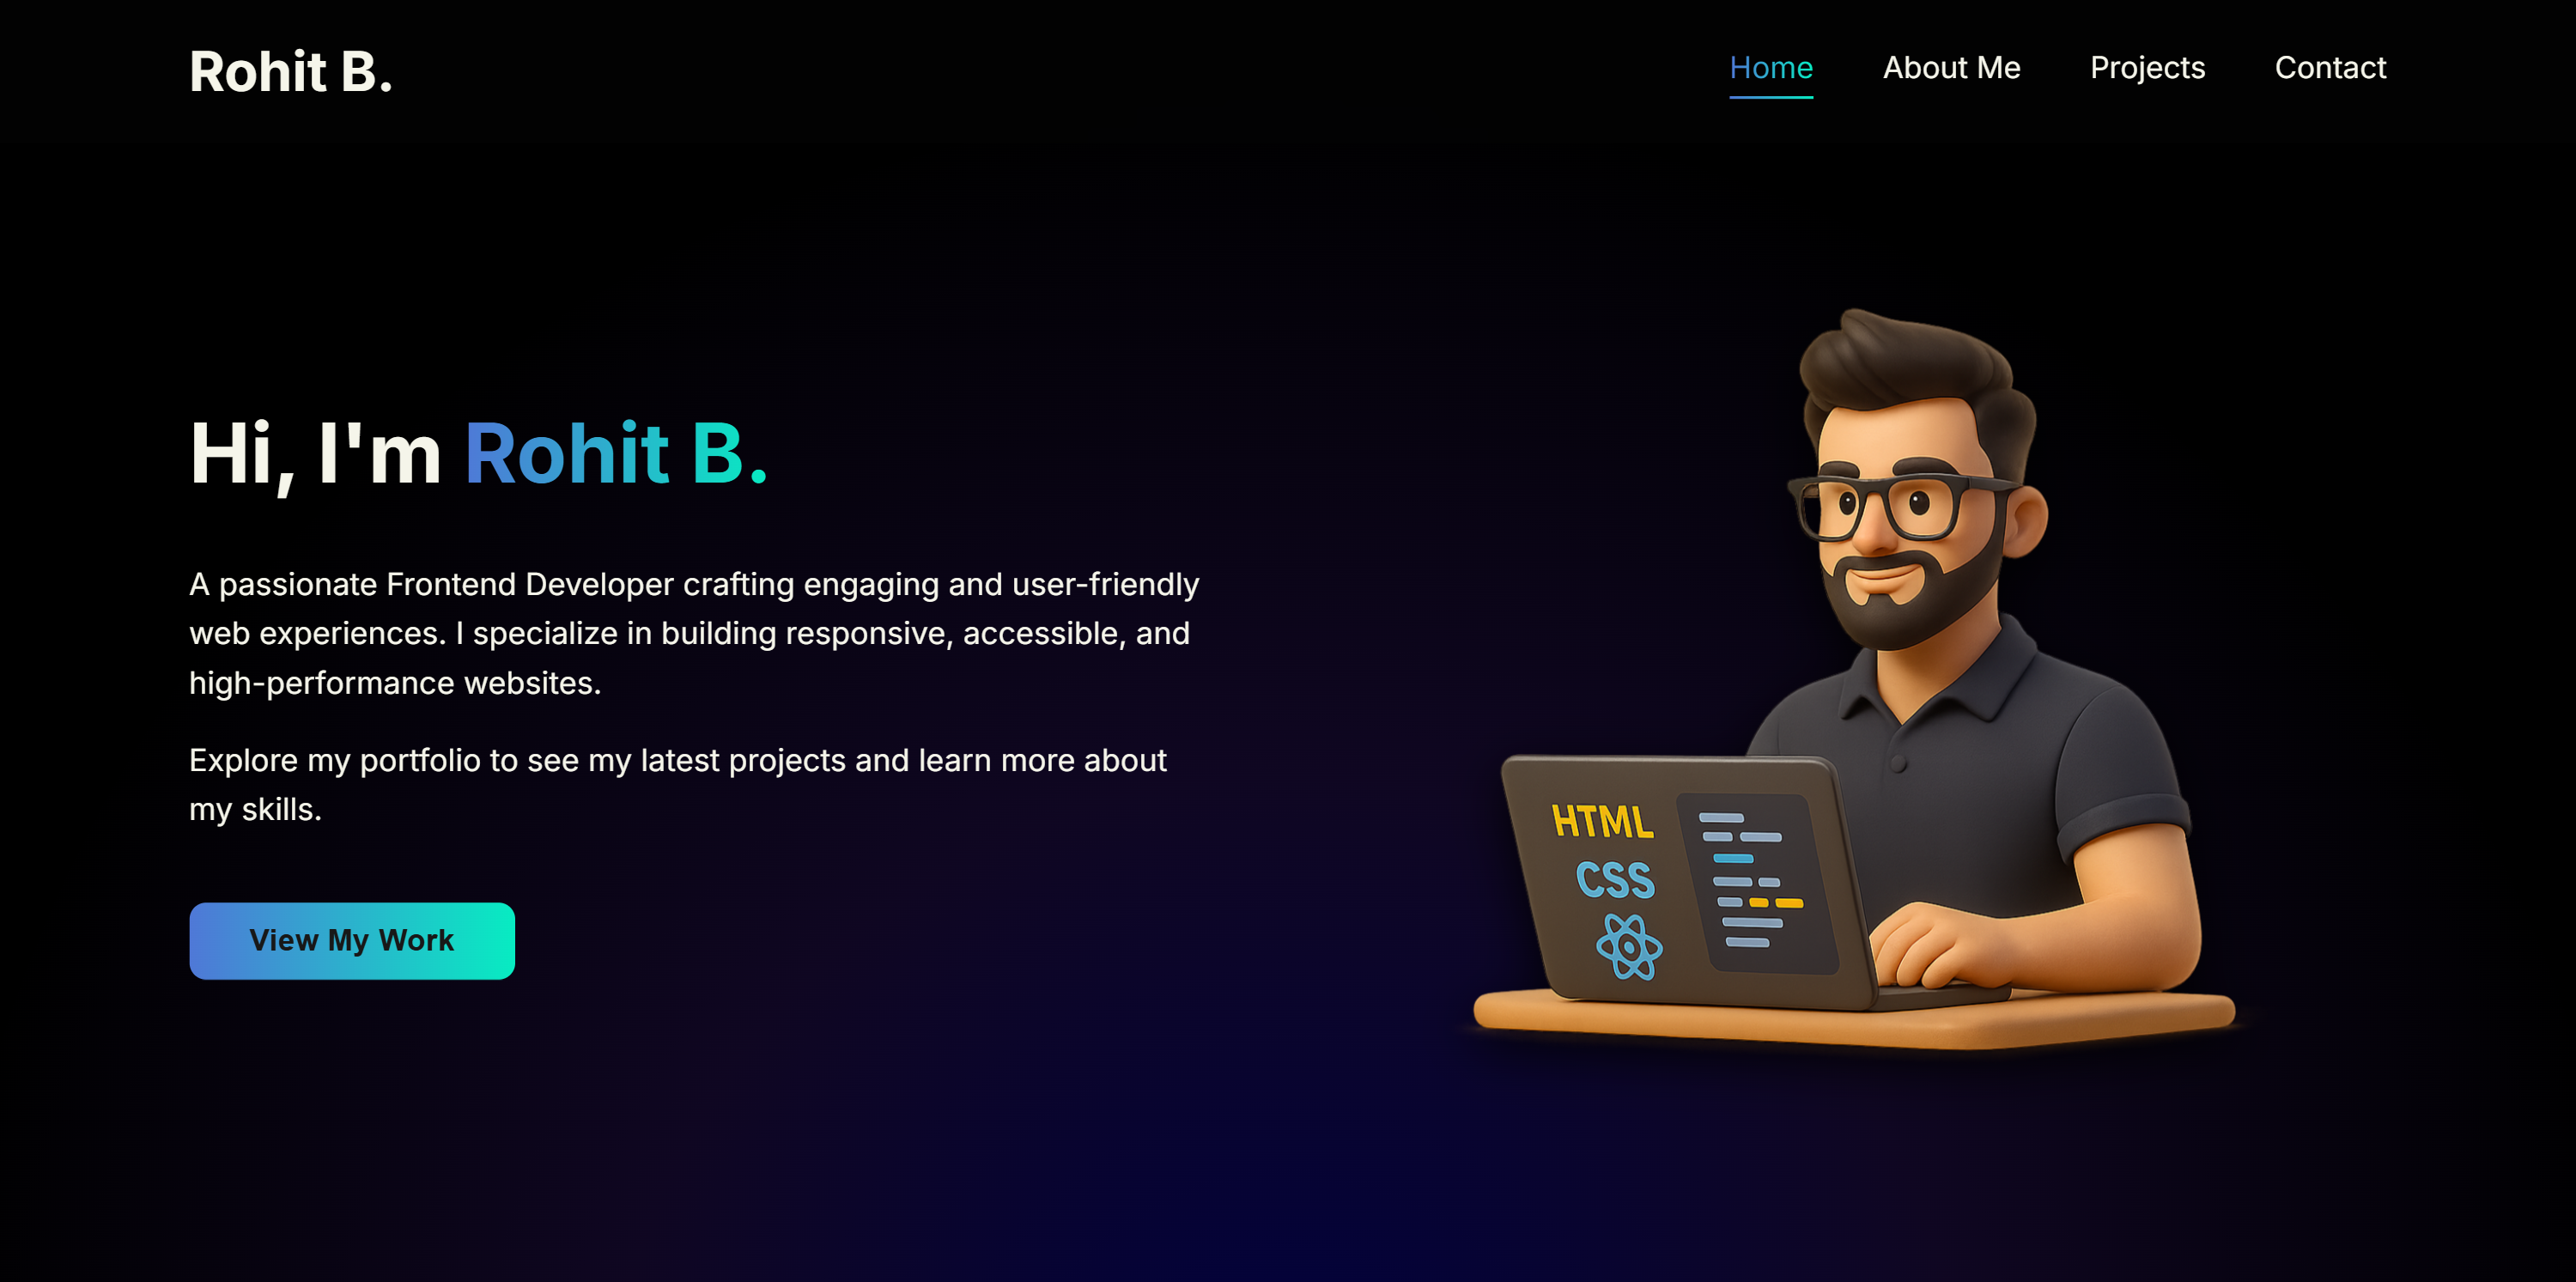 Rohit B.
Home
About Me
Projects
Contact
Hi, I'm Rohit B.
A passionate Frontend Developer crafting engaging and user-friendly
web experiences. I specialize in building responsive, accessible, and
high-performance websites.
Explore my portfolio to see my latest projects and learn more about
my skills.
View My Work
HTML
CSS